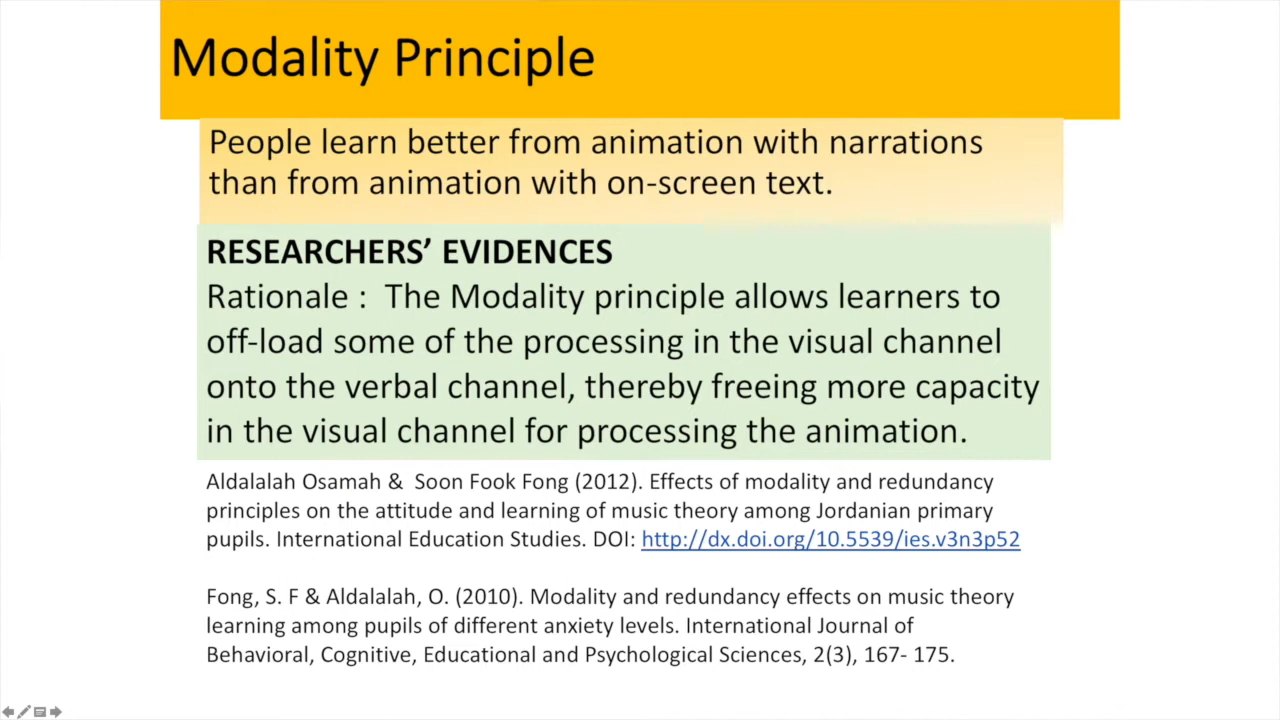 Modality Principle
People learn better from animation with narrations
than from animation with on-screen text.
RESEARCHERS’ EVIDENCES
Rationale :  The Modality principle allows learners to
off-load some of the processing in the visual channel
onto the verbal channel, thereby freeing more capacity
in the visual channel for processing the animation.
Aldalalah Osamah &  Soon Fook Fong (2012). Effects of modality and redundancy
principles on the attitude and learning of music theory among Jordanian primary
pupils. International Education Studies. DOI: http://dx.doi.org/10.5539/ies.v3n3p52
Fong, S. F & Aldalalah, O. (2010). Modality and redundancy effects on music theory
learning among pupils of different anxiety levels. International Journal of
Behavioral, Cognitive, Educational and Psychological Sciences, 2(3), 167- 175.